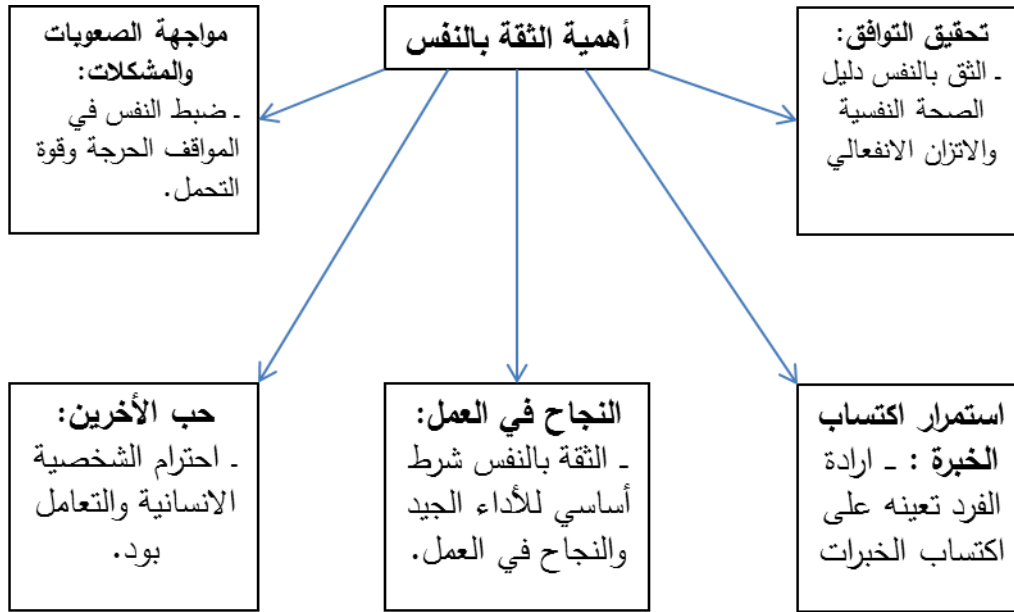 أهمية الثقة بالنفس
تحقيق التوافق:
ـ الثق بالنفس دليل
الصحة النفسية
والاتزان الانفعالي
مواجهة الصعوبات
والمشكلات:
ـ ضبط النفس في
المواقف الحرجة وقوة
التحمل.
استمرار اكتساب
الخبرة : ـ ارادة
الفرد تعينه على
اكتساب الخبرات
النجاح في العمل:
ـ الثقة بالنفس شرط
أساسي للأداء الجيد
والنجاح في العمل.
حب الأخرين:
ـ احترام الشخصية
الانسانية والتعامل
بود.